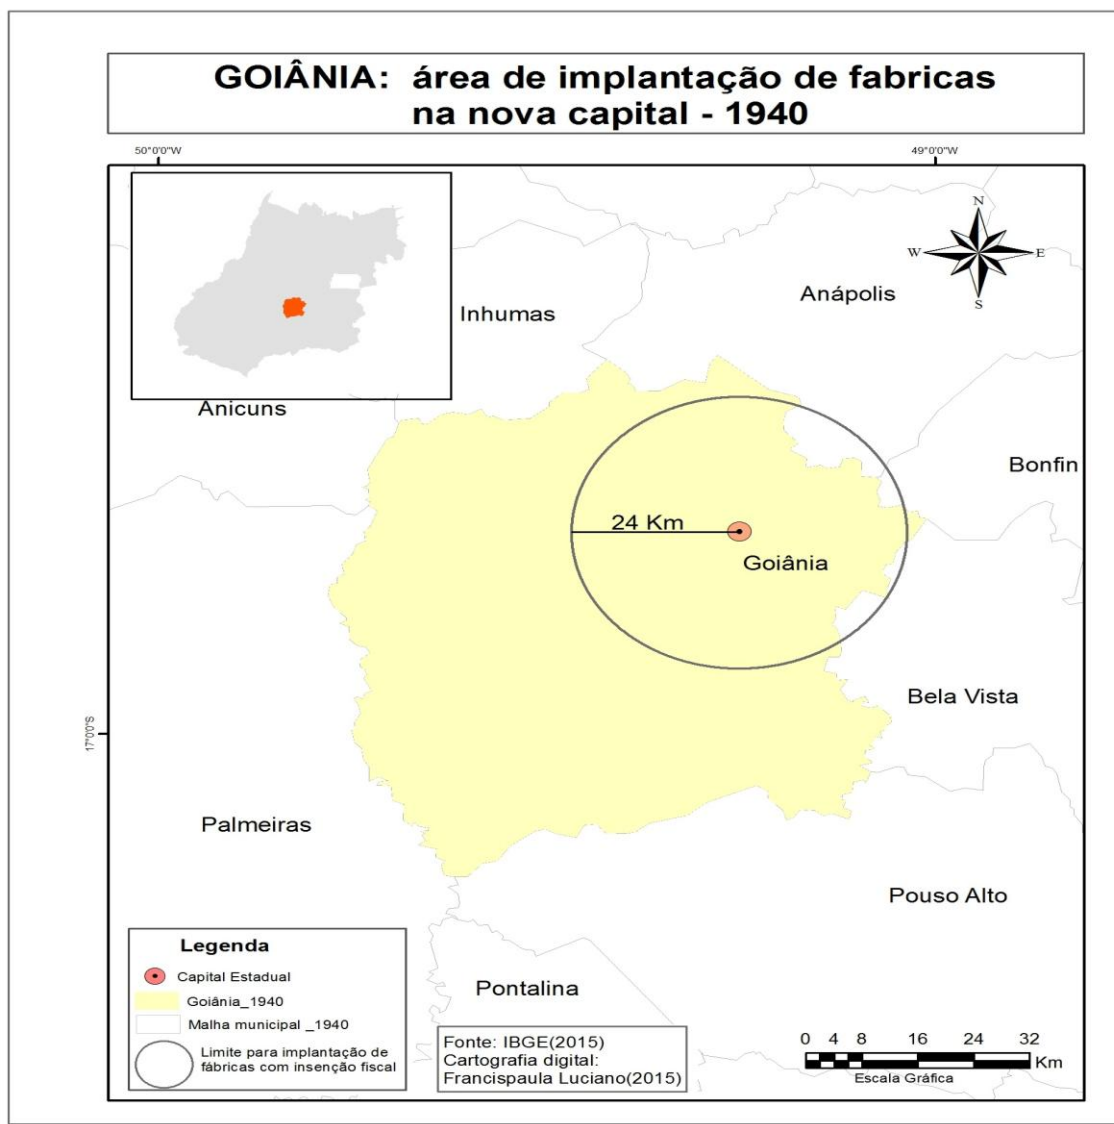 GOIÂNIA: área de implantação de fabricas
na nova capital - 1940
50°0'0"W
49°0'0"W
N
W
E
S
Anápolis
Inhumas
Anicuns
Bonfin
24 Km
Goiânia
Bela Vista
17°0'0"S
Palmeiras
Pouso Alto
Pontalina
Legenda
Capital Estadual
Goiânia_1940
Malha municipal _1940
Limite para implantação de
fábricas com insenção fiscal
Fonte: IBGE(2015)
Cartografia digital:
Francispaula Luciano(2015)
0 4 8 16 24 32
Km
Escala Gráfica